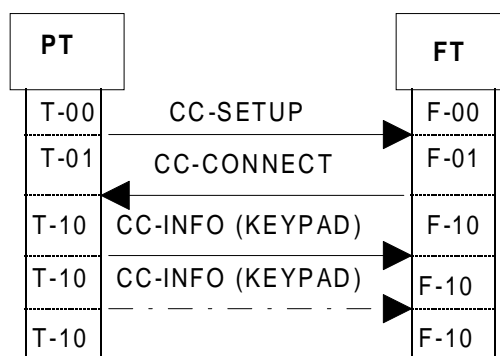 PT FT
T-00 CC-SETUP F-00
T-01 CC-CONNECT F-01
T-10 CC-INFO (KEYPAD) F-10
T-10 CC-INFO (KEYPAD) F-10
T-10 F-10